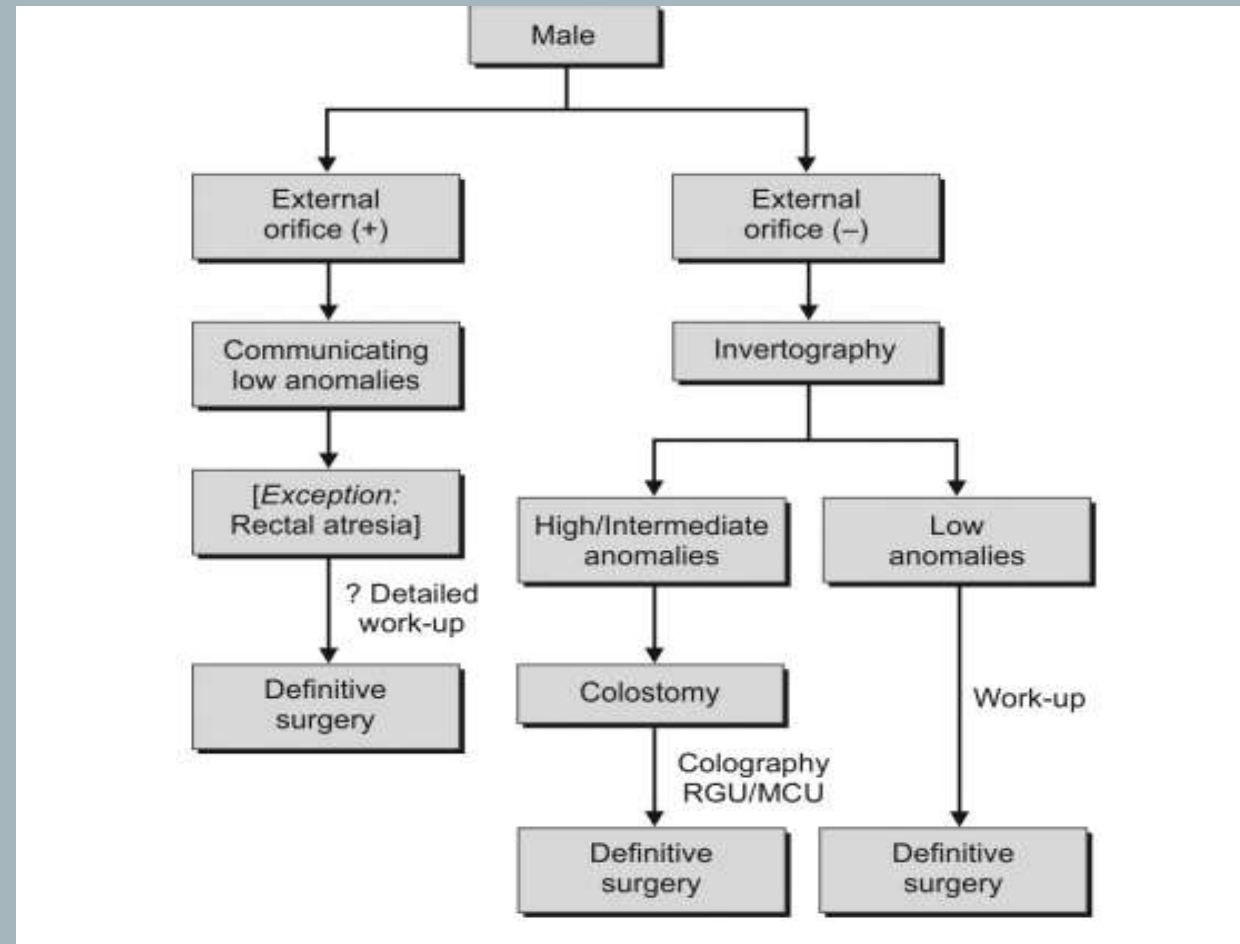 Male
External
orifice (+)
External
orifice (–)
Communicating
low anomalies
Invertography
[Exception:
Rectal atresia]
High/Intermediate
anomalies
Low
anomalies
? Detailed
work-up
Definitive
surgery
Colostomy
Work-up
Colography
RGU/MCU
Definitive
surgery
Definitive
surgery